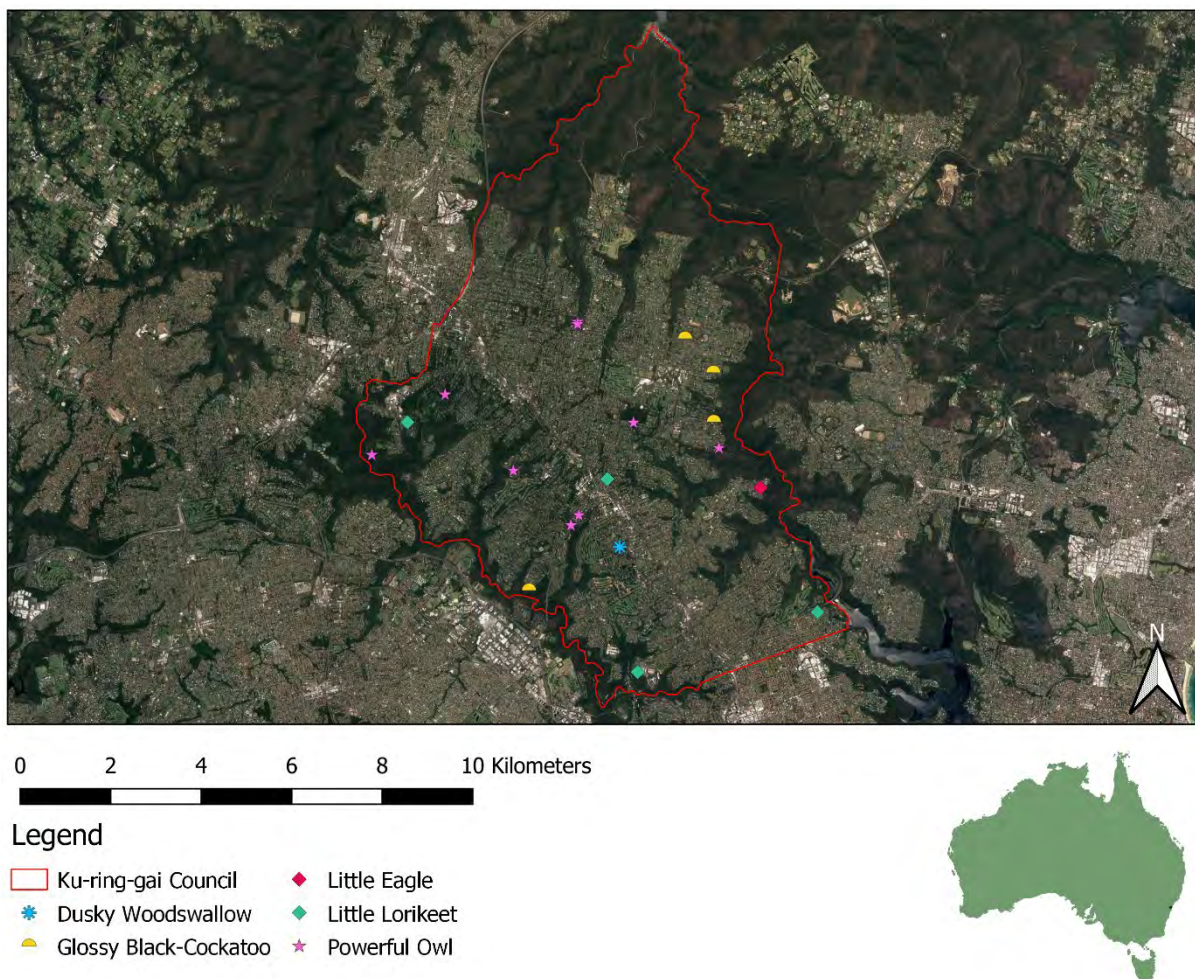 N
0 2 4 6 8 10 Kilometers
Legend
Ku-ring-gai Council
Little Eagle
Dusky Woodswallow
Little Lorikeet
Glossy Black-Cockatoo
Powerful Owl